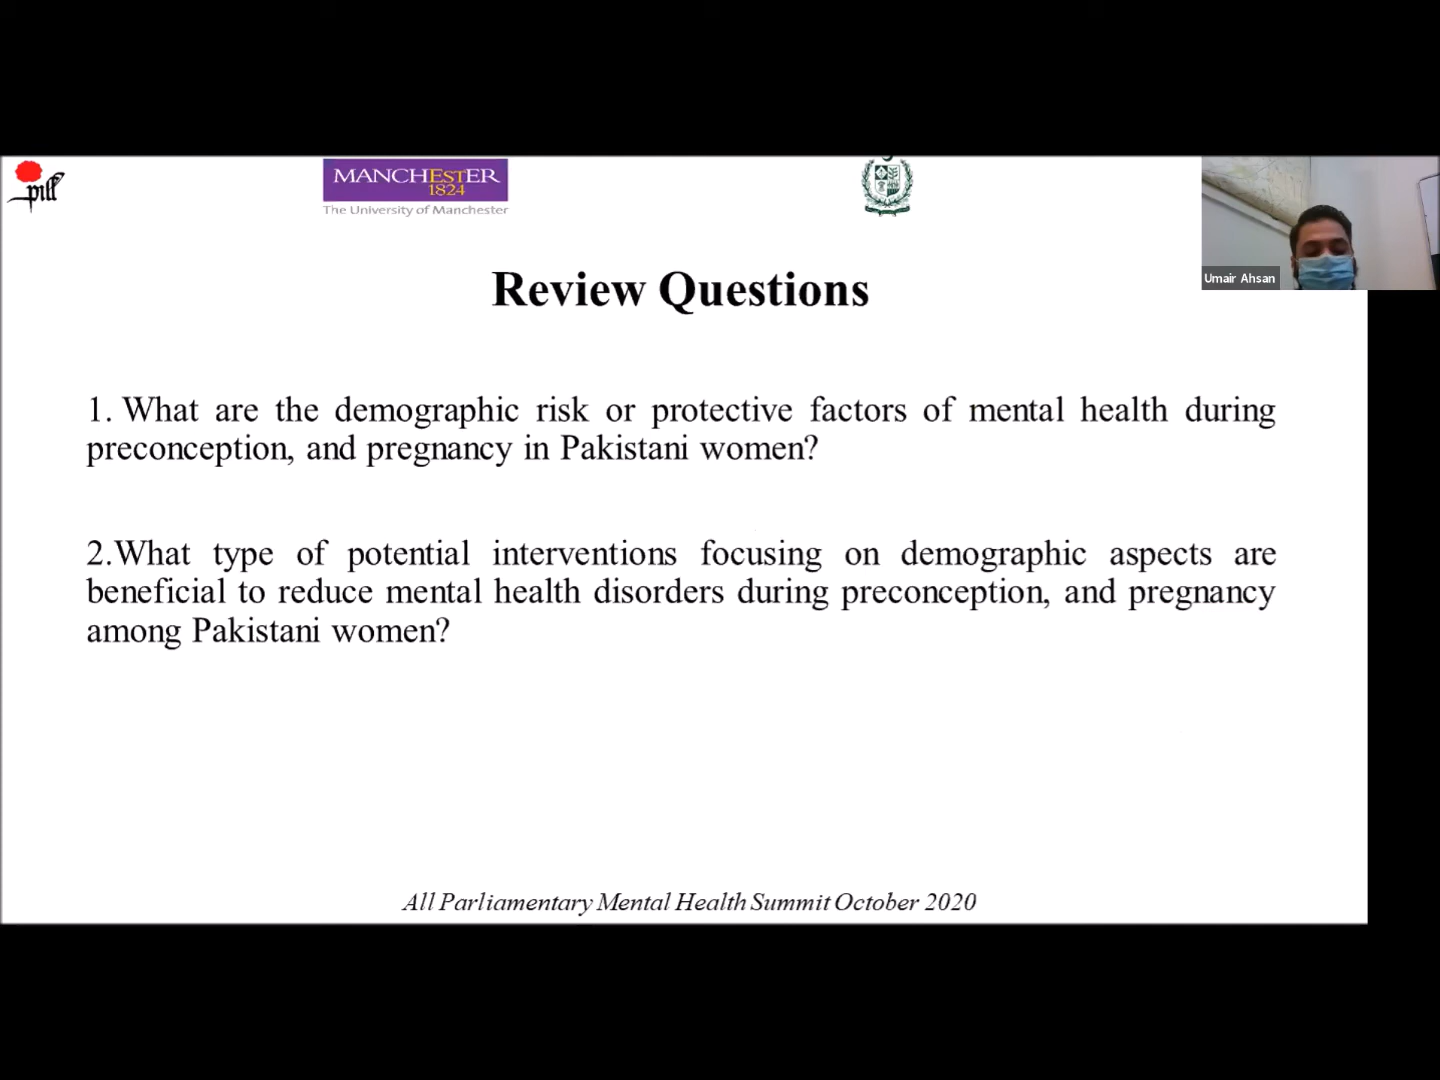 pill
MANCHESTER
1824
The University of Manchester
Umair Ahsan
Review Questions
1. What are the demographic risk or protective factors of mental health during
preconception, and pregnancy in Pakistani women?
2.What type of potential interventions focusing on demographic aspects are
beneficial to reduce mental health disorders during preconception, and pregnancy
among Pakistani women?
All Parliamentary Mental Health Summit October 2020